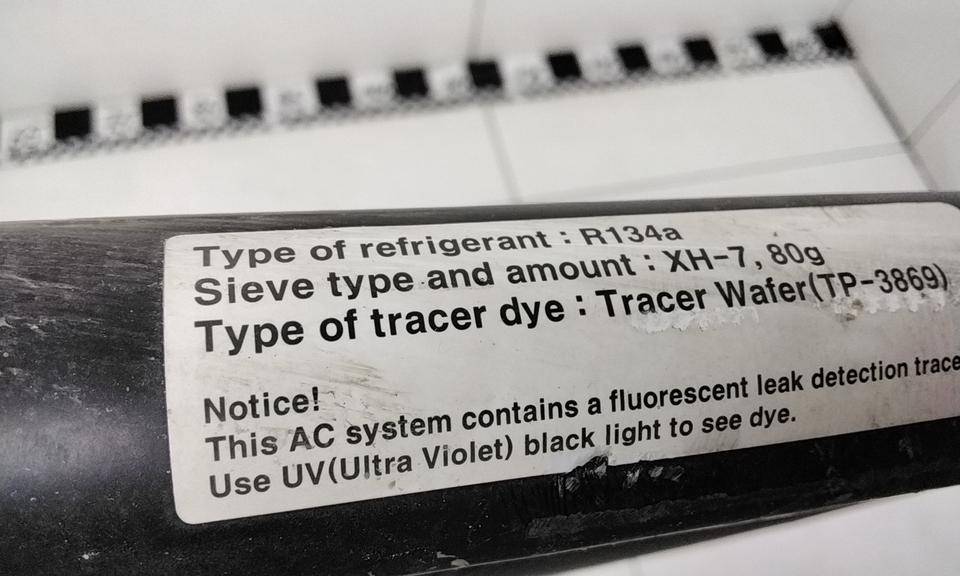 Type of refrigerant : R134a
Sieve type and amount : XH-7, 80g
Type of tracer dye : Tracer Wafer(TP-3869)
Notice!
This AC system contains a fluorescent leak detection trace
Use UV(Ultra Violet) black light to see dye.